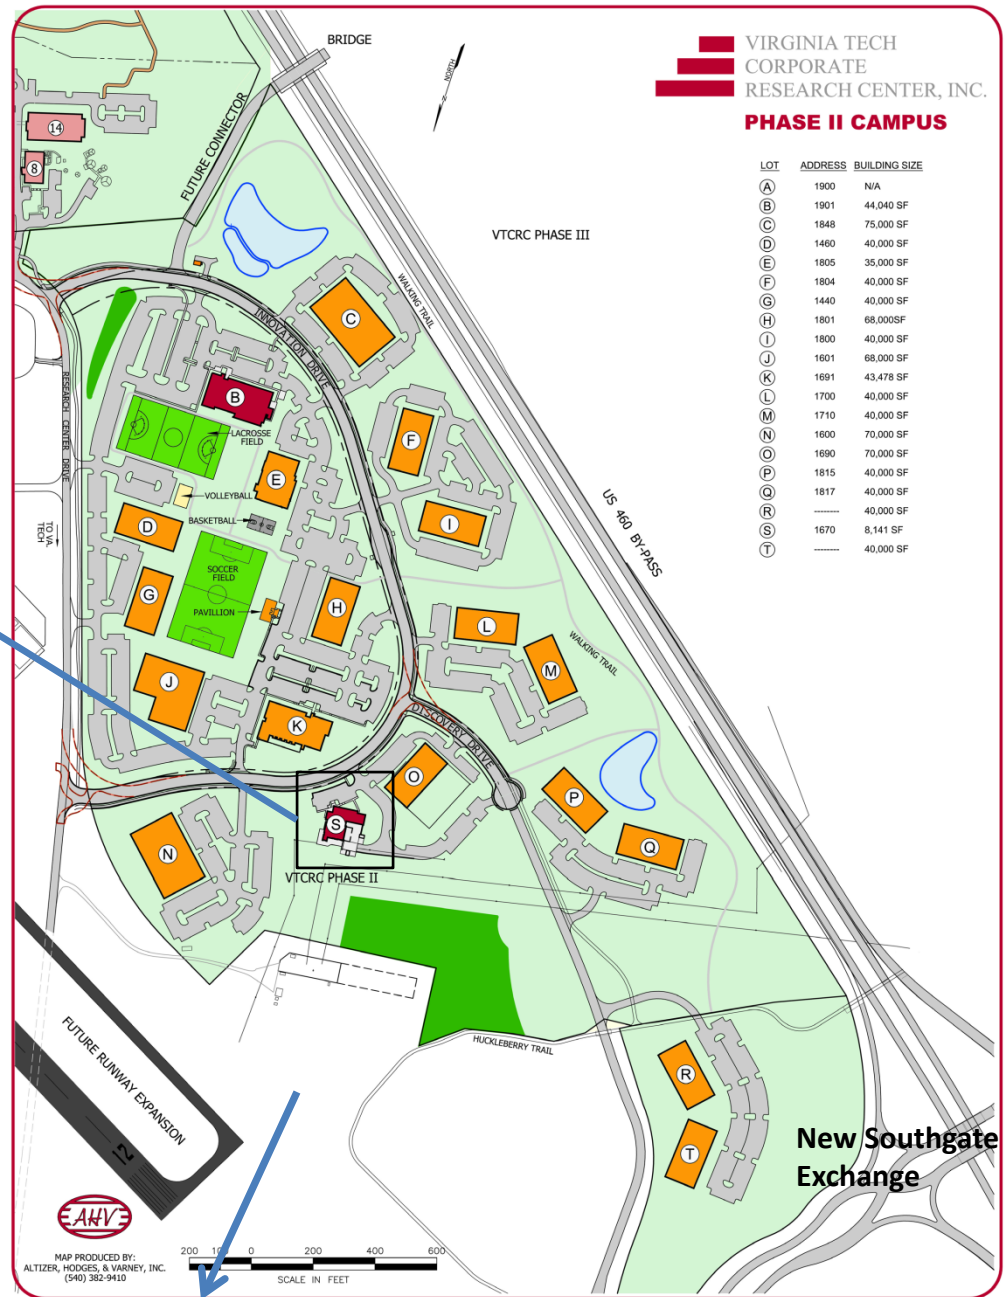 VIRGINIA TECH
CORPORATE
RESEARCH CENTER, INC.
PHASE II CAMPUS
LOT ADDRESS BUILDING SIZE
A 1900 N/A
B 1901 44,040 SF
C 1848 75,000 SF
D 1460 40,000 SF
E 1805 35,000 SF
F 1804 40,000 SF
G 1440 40,000 SF
H 1801 68,000SF
I 1800 40,000 SF
J 1601 68,000 SF
K 1691 43,478 SF
L 1700 40,000 SF
M 1710 40,000 SF
N 1600 70,000 SF
O 1690 70,000 SF
P 1815 40,000 SF
Q 1817 40,000 SF
R -------- 40,000 SF
S 1670 8,141 SF
T -------- 40,000 SF
BRIDGE
NORTH
N
14
8
FUTURE CONNECTOR
VTCRC PHASE III
WALKING TRAIL
INNOVATION DRIVE
C
B
LACROSSE
FIELD
RESEARCH CENTER DRIVE
F
E
VOLLEYBALL
BASKETBALL
D
I
US 460 BY-PASS
TO VA.
TECH
SOCCER
FIELD
G
PAVILLION
H
L
WALKING TRAIL
M
J
K
DISCOVERY DRIVE
O
P
S
Q
N
VTCRC PHASE II
HUCKLEBERRY TRAIL
FUTURE RUNWAY EXPANSION
12
R
T
New Southgate
Exchange
AHV
MAP PRODUCED BY:
ALTIZER, HODGES, & VARNEY, INC.
(540) 382-9410
200 100 0 200 400 600
SCALE IN FEET